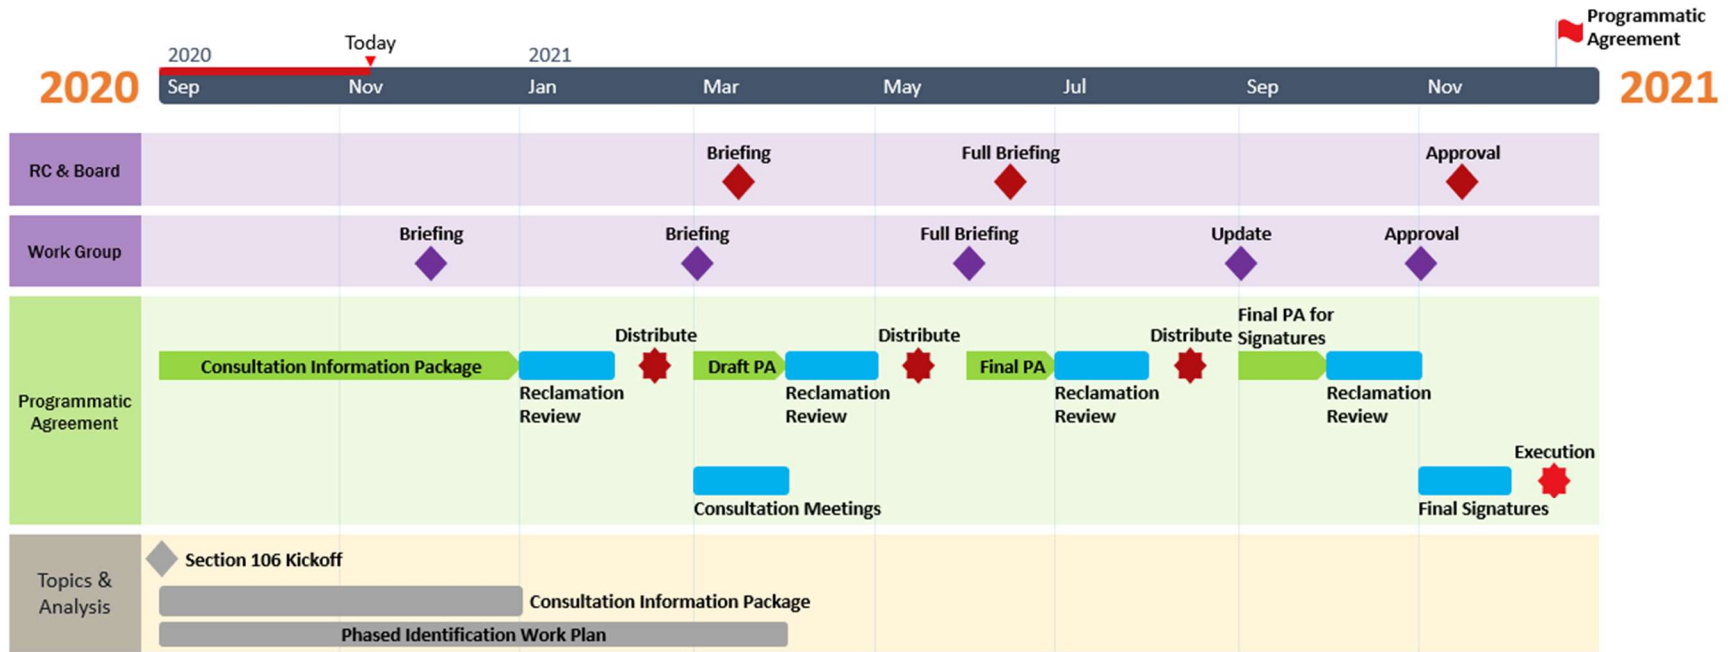 Programmatic
Agreement
Today
2020
2021
2020
Sep
Nov
Jan
Mar
May
Jul
Sep
Nov
2021
RC & Board
Briefing
Full Briefing
Approval
Work Group
Briefing
Briefing
Full Briefing
Update
Approval
Programmatic
Agreement
Final PA for
Signatures
Distribute
Distribute
Distribute
Consultation Information Package
Draft PA
Final PA
Reclamation
Review
Reclamation
Review
Reclamation
Review
Reclamation
Review
Execution
Consultation Meetings
Final Signatures
Topics &
Analysis
Section 106 Kickoff
Consultation Information Package
Phased Identification Work Plan